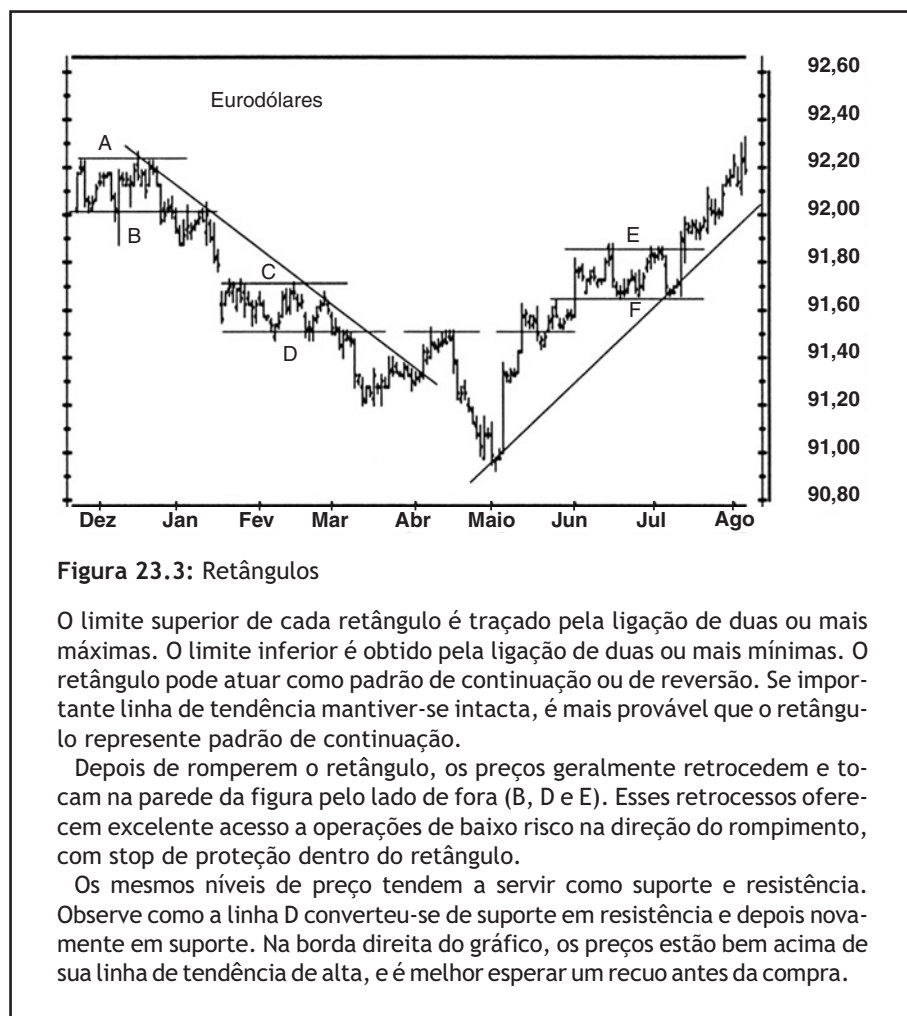 92,60
Eurodólares
92,40
A
92,20
92,00
B
E
91,80
C
91,60
F
D
91,40
91,20
91,00
90,80
Dez Jan Fev Mar Abr Maio Jun Jul Ago
Figura 23.3: Retângulos
O limite superior de cada retângulo é traçado pela ligação de duas ou mais
máximas. O limite inferior é obtido pela ligação de duas ou mais mínimas. O
retângulo pode atuar como padrão de continuação ou de reversão. Se impor-
tante linha de tendência mantiver-se intacta, é mais provável que o retângu-
lo represente padrão de continuação.
Depois de romperem o retângulo, os preços geralmente retrocedem e to-
cam na parede da figura pelo lado de fora (B, D e E). Esses retrocessos ofere-
cem excelente acesso a operações de baixo risco na direção do rompimento,
com stop de proteção dentro do retângulo.
Os mesmos níveis de preço tendem a servir como suporte e resistência.
Observe como a linha D converteu-se de suporte em resistência e depois nova-
mente em suporte. Na borda direita do gráfico, os preços estão bem acima de
sua linha de tendência de alta, e é melhor esperar um recuo antes da compra.